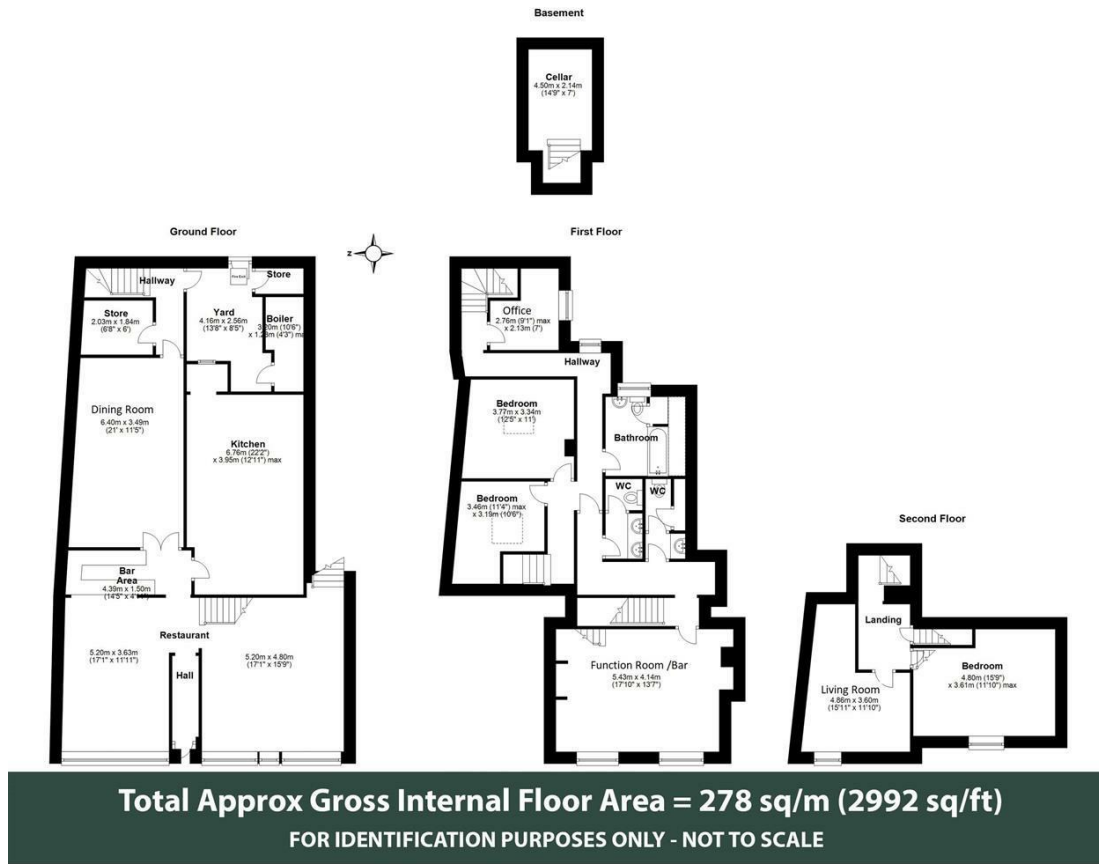 Basement
Cellar
4.50m x 2.14m
(14'9" x 7')
Ground Floor
Hallway
Store
Store
2.03m x 1.84m
(6'8" x 6')
Yard
4.16m x 2.56m
(13'8" x 8'5")
Boiler
3.20m (10'6")
Dining Room
6.40m x 3.49m
(21' x 11'5")
Kitchen
6.76m (22'2")
x 3.95m (12'11") max
Bar
Area
4.39m x 1.50m
Restaurant
5.20m x 3.63m
(17'1" x 11'11")
5.20m x 4.80m
(17'1" x 15'9")
Hall
z
First Floor
Office
2.76m (9'1") max
x 2.13m (7')
Hallway
Bedroom
3.77m x 3.34m
(12'5" x 11')
Bathroom
Bedroom
3.46m (11'4") max
x 3.19m (10'6")
WC
WC
Function Room /Bar
5.43m x 4.14m
(17'10" x 13'7")
Second Floor
Landing
Living Room
4.86m x 3.60m
(15'11" x 11'10")
Bedroom
4.80m (15'9")
x 3.61m (11'10") max
Total Approx Gross Internal Floor Area = 278 sq/m (2992 sq/ft)
FOR IDENTIFICATION PURPOSES ONLY - NOT TO SCALE